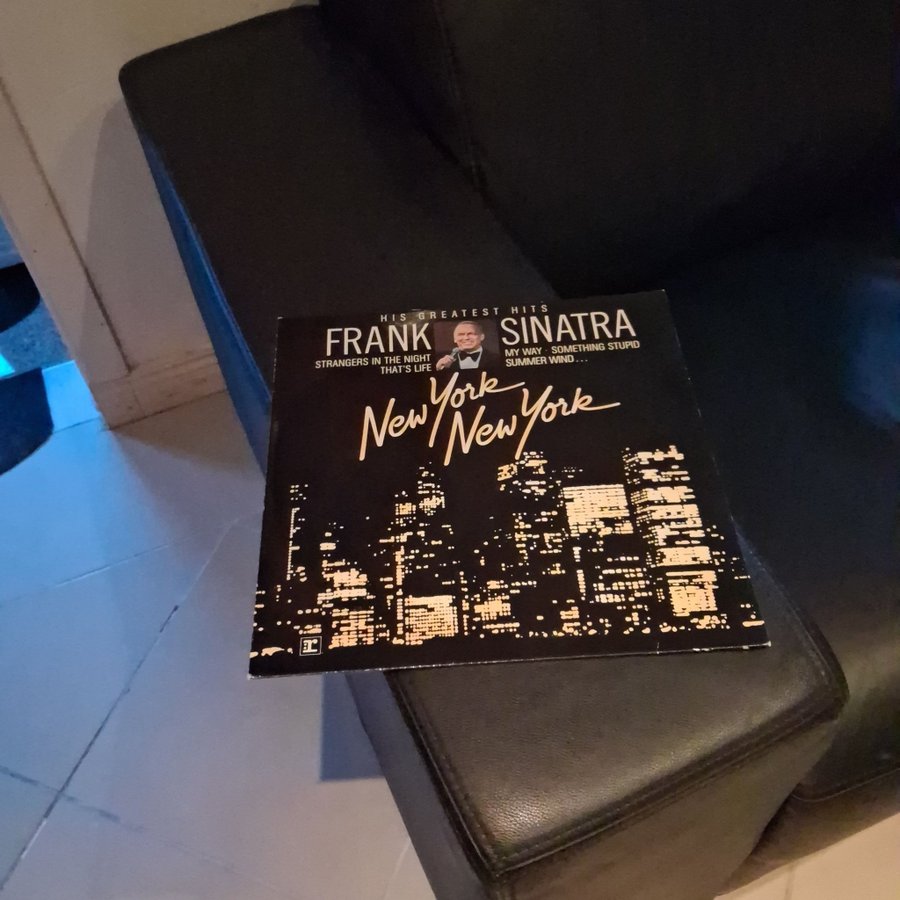 HIS GREATEST HITS
FRANK SINATRA
STRANGERS IN THE NIGHT
THAT'S LIFE
MY WAY · SOMETHING STUPID
SUMMER WIND...
New York
New York